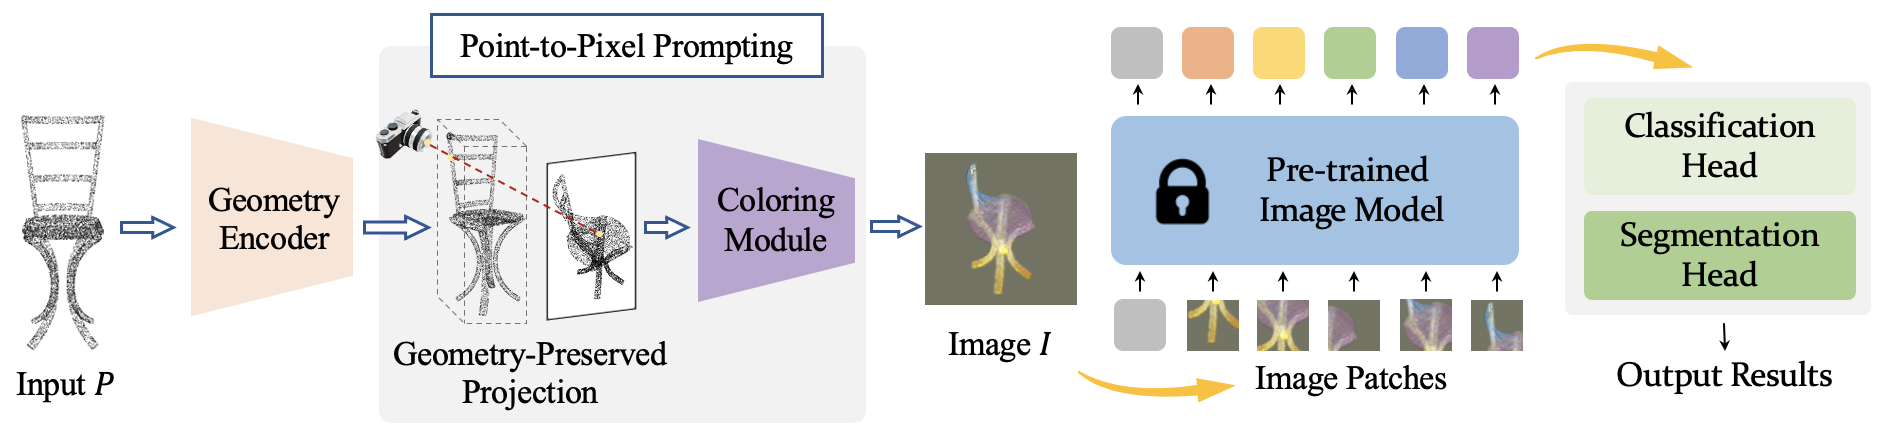 Point-to-Pixel Prompting
Input P
Geometry
Encoder
Geometry-Preserved
Projection
Coloring
Module
Image I
Pre-trained
Image Model
Image Patches
Classification
Head
Segmentation
Head
Output Results